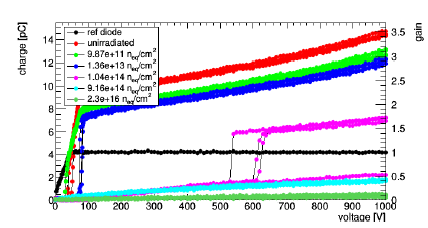 charge [pC]
gain
ref diode
unirradiated
9.87e+11 n_eq/cm^2
1.36e+13 n_eq/cm^2
1.04e+14 n_eq/cm^2
9.16e+14 n_eq/cm^2
2.3e+16 n_eq/cm^2
14
12
10
8
6
4
2
0
3.5
3
2.5
2
1.5
1
0.5
0
0 100 200 300 400 500 600 700 800 900 1000
voltage [V]